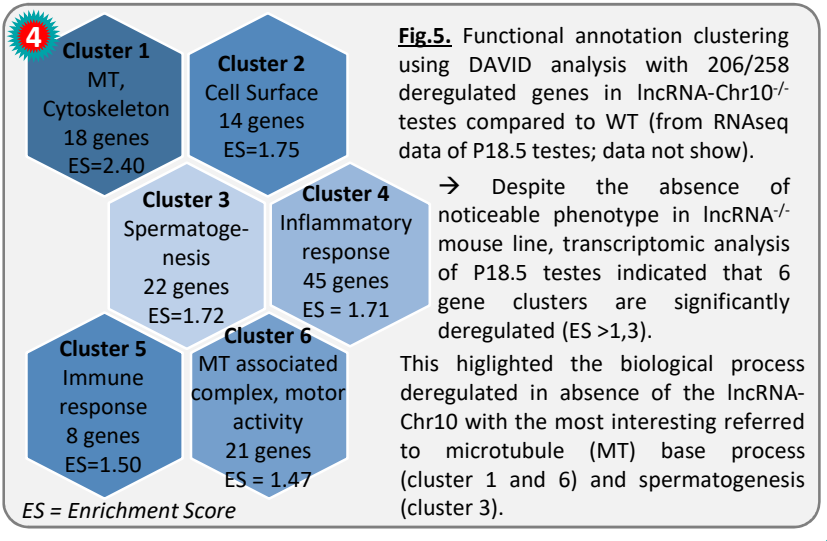 4
Cluster 1
MT,
Cytoskeleton
18 genes
ES=2.40
Cluster 2
Cell Surface
14 genes
ES=1.75
Cluster 3
Spermatoge-
nesis
22 genes
ES=1.72
Cluster 4
Inflammatory
response
45 genes
ES = 1.71
Cluster 5
Immune
response
8 genes
ES=1.50
Cluster 6
MT associated
complex, motor
activity
21 genes
ES = 1.47
ES = Enrichment Score
Fig.5. Functional annotation clustering
using DAVID analysis with 206/258
deregulated genes in lncRNA-Chr10-/-
testes compared to WT (from RNAseq
data of P18.5 testes; data not show).
→ Despite the absence of
noticeable phenotype in lncRNA-/-
mouse line, transcriptomic analysis
of P18.5 testes indicated that 6
gene clusters are significantly
deregulated (ES >1,3).
This higlighted the biological process
deregulated in absence of the lncRNA-
Chr10 with the most interesting referred
to microtubule (MT) base process
(cluster 1 and 6) and spermatogenesis
(cluster 3).